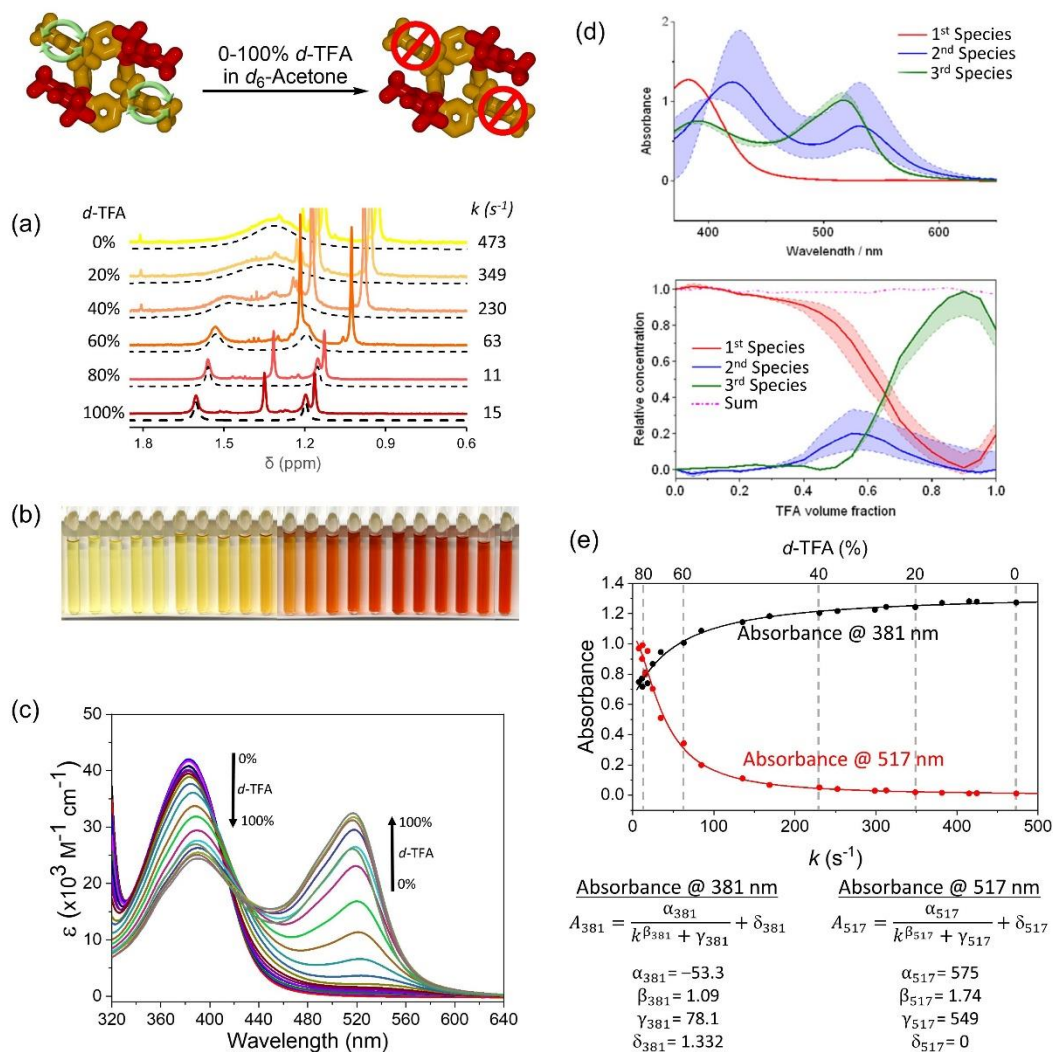 0-100% d-TFA
in d₆-Acetone
(a)
d-TFA
k (s⁻¹)
0%
473
20%
349
40%
230
60%
63
80%
11
100%
15
1.8
1.5
1.2
0.9
0.6
δ (ppm)
(b)
(c)
ε (×10³ M⁻¹ cm⁻¹)
50
40
30
20
10
0
0%
d-TFA
100%
100%
d-TFA
0%
320
360
400
440
480
520
560
600
640
Wavelength (nm)
(d)
1st Species
2nd Species
3rd Species
Absorbance
2
1
0
400
500
600
Wavelength / nm
Relative concentration
1.0
0.8
0.6
0.4
0.2
0.0
1st Species
2nd Species
3rd Species
Sum
0.0
0.2
0.4
0.6
0.8
1.0
TFA volume fraction
(e)
d-TFA (%)
80
60
40
20
0
Absorbance
1.4
1.2
1.0
0.8
0.6
0.4
0.2
0.0
Absorbance @ 381 nm
Absorbance @ 517 nm
0
100
200
300
400
500
k (s⁻¹)
Absorbance @ 381 nm
A₃₈₁ = α₃₈₁ / (k^β₃₈₁ + γ₃₈₁) + δ₃₈₁
α₃₈₁ = −53.3
β₃₈₁ = 1.09
γ₃₈₁ = 78.1
δ₃₈₁ = 1.332
Absorbance @ 517 nm
A₅₁₇ = α₅₁₇ / (k^β₅₁₇ + γ₅₁₇) + δ₅₁₇
α₅₁₇ = 575
β₅₁₇ = 1.74
γ₅₁₇ = 549
δ₅₁₇ = 0